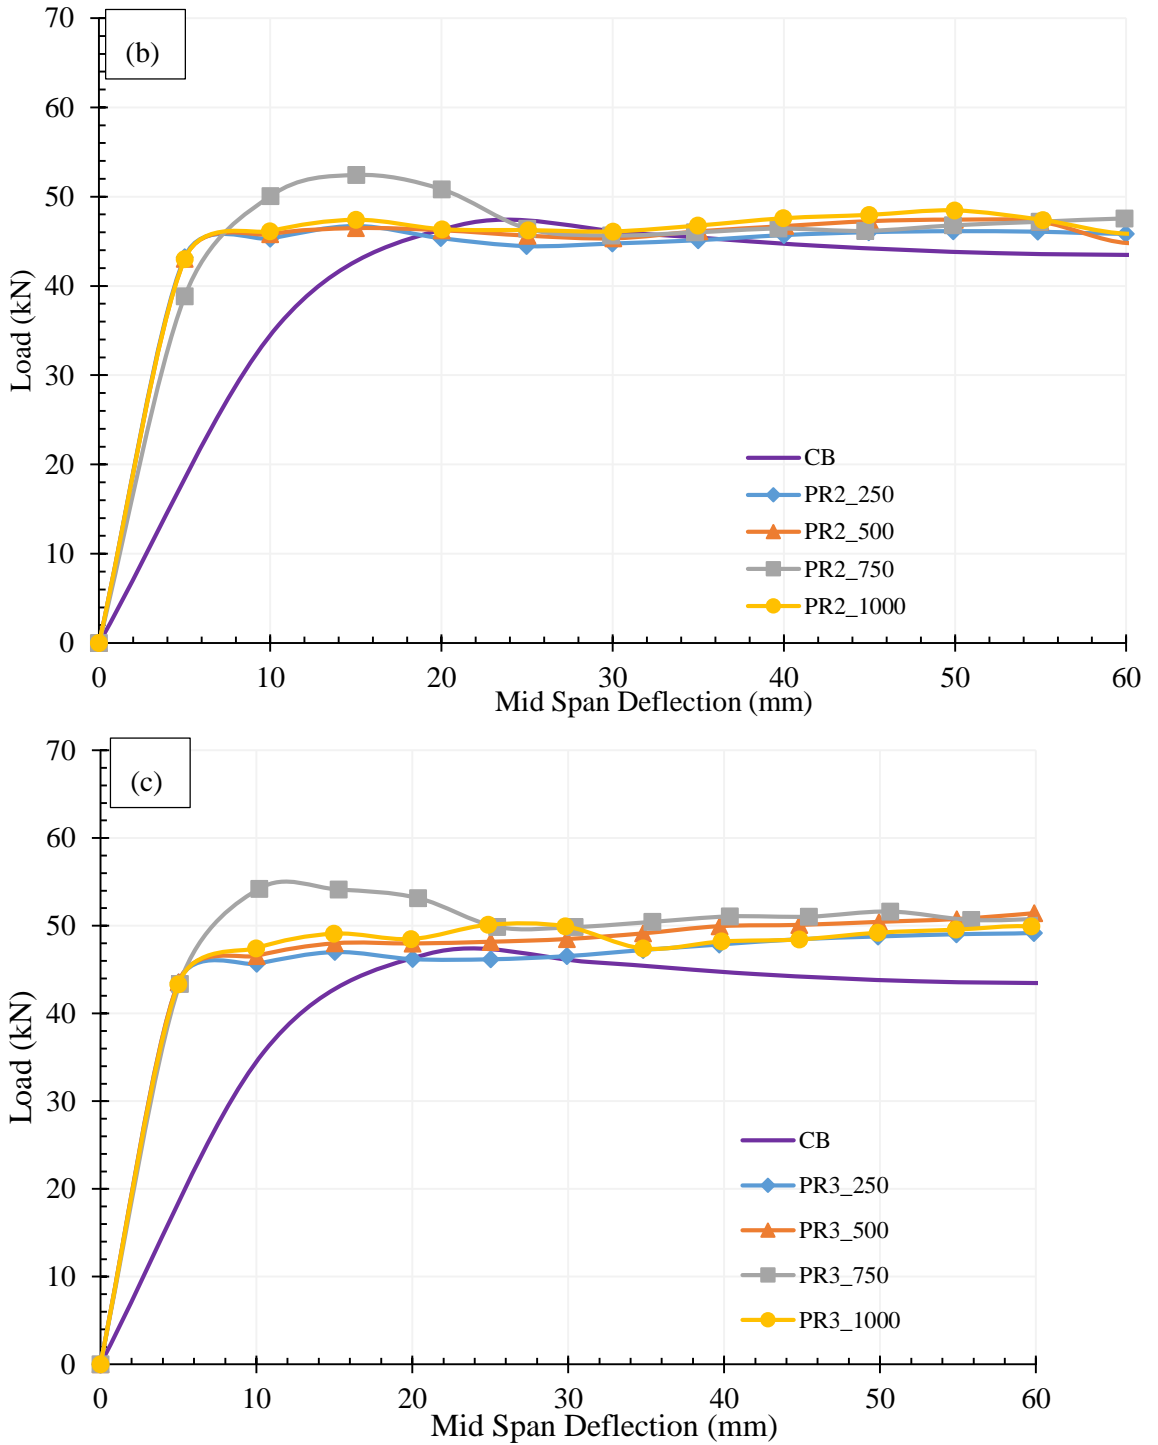 (b)
70
60
50
40
30
20
10
0
Load (kN)
CB
PR2_250
PR2_500
PR2_750
PR2_1000
0 10 20 30 40 50 60
Mid Span Deflection (mm)
(c)
70
60
50
40
30
20
10
0
Load (kN)
CB
PR3_250
PR3_500
PR3_750
PR3_1000
0 10 20 30 40 50 60
Mid Span Deflection (mm)